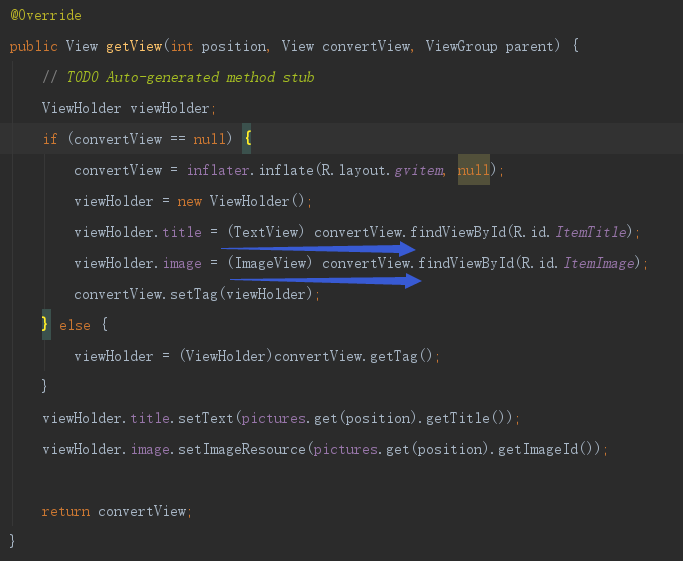 @Override
public View getView(int position, View convertView, ViewGroup parent) {
// TODO Auto-generated method stub
ViewHolder viewHolder;
if (convertView == null) {
convertView = inflater.inflate(R.layout.gvitem, null);
viewHolder = new ViewHolder();
viewHolder.title = (TextView) convertView.findViewById(R.id.ItemTitle);
viewHolder.image = (ImageView) convertView.findViewById(R.id.ItemImage);
convertView.setTag(viewHolder);
} else {
viewHolder = (ViewHolder)convertView.getTag();
}
viewHolder.title.setText(pictures.get(position).getTitle());
viewHolder.image.setImageResource(pictures.get(position).getImageId());
return convertView;
}